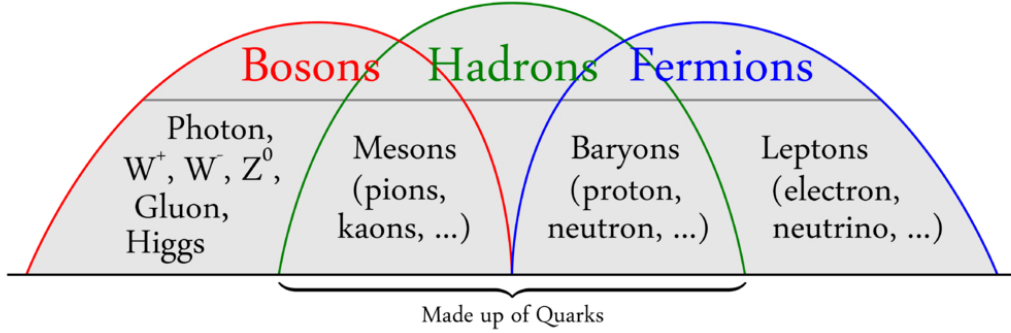 Bosons Hadrons Fermions
Photon,
W⁺, W⁻, Z⁰,
Gluon,
Higgs
Mesons
(pions,
kaons, ...)
Baryons
(proton,
neutron, ...)
Leptons
(electron,
neutrino, ...)
Made up of Quarks